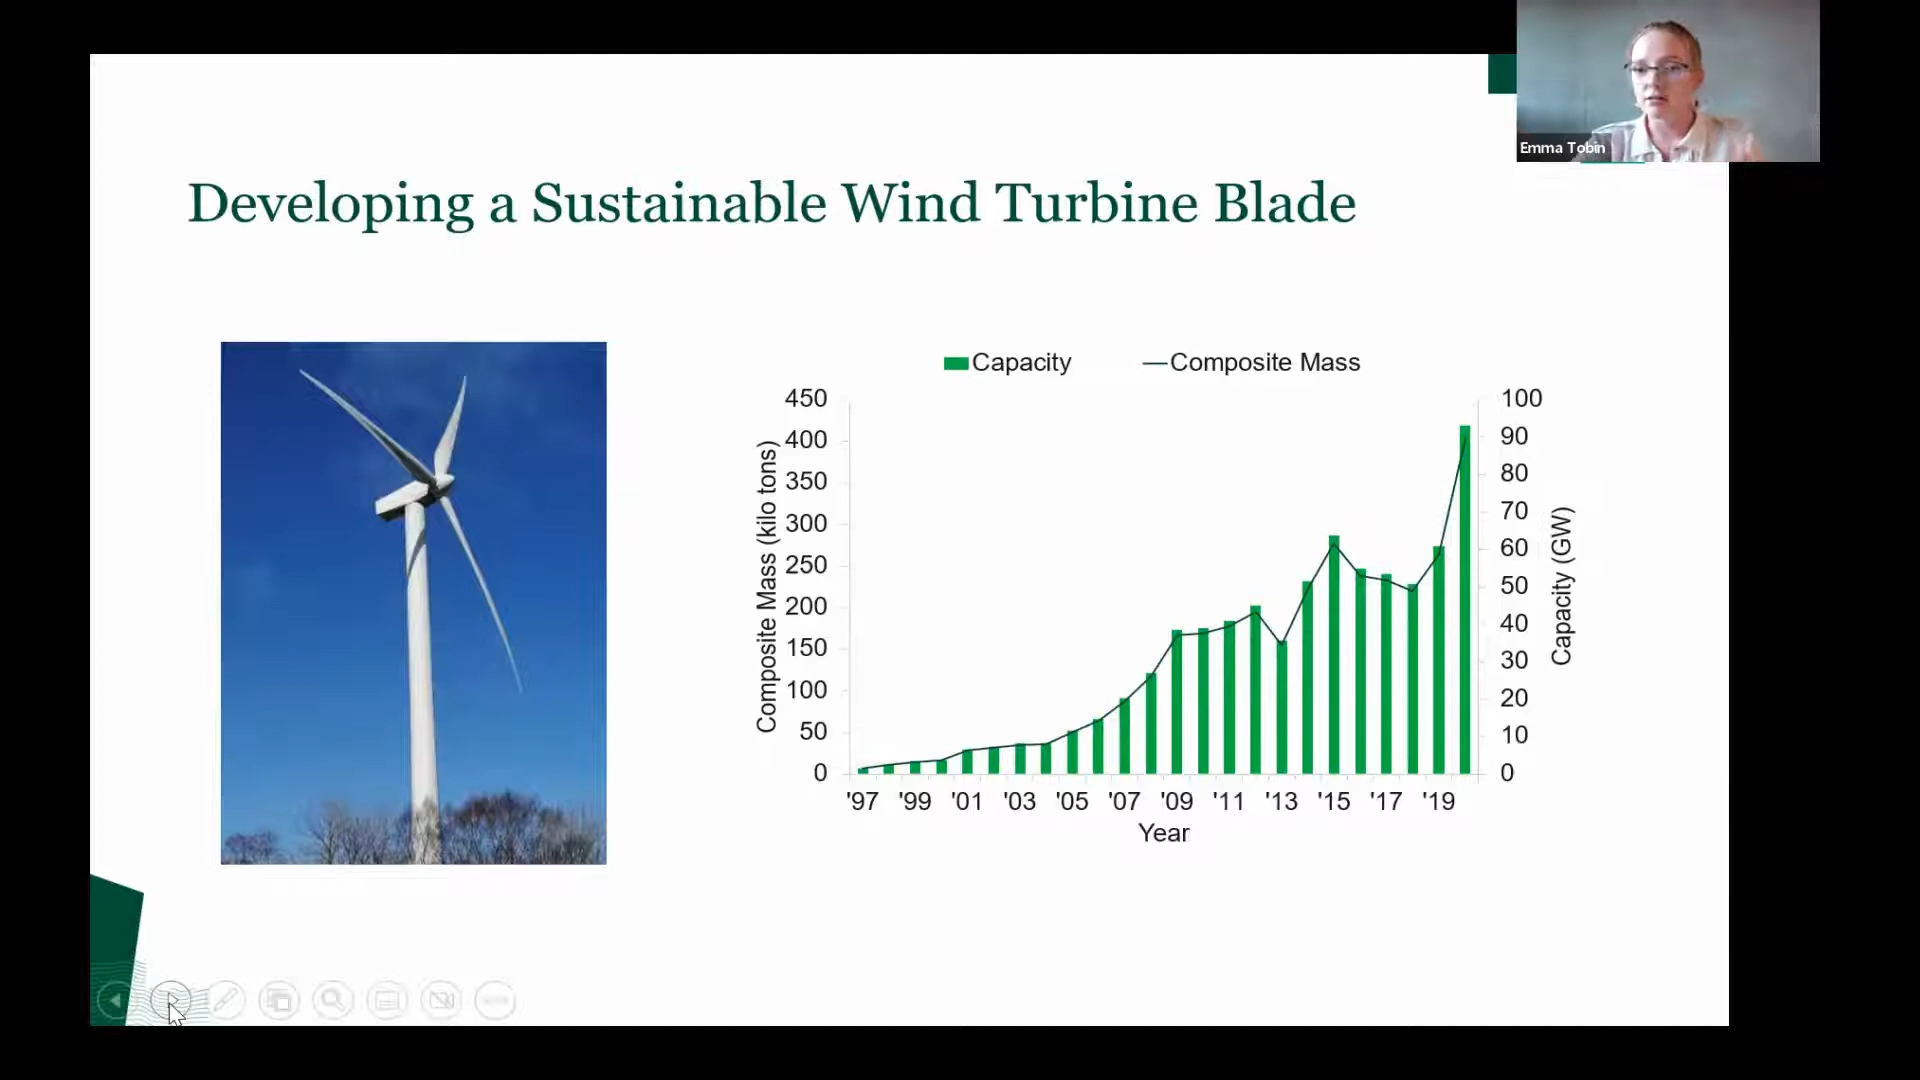 Emma Tobin
Developing a Sustainable Wind Turbine Blade
Capacity
Composite Mass
450
400
350
300
250
200
150
100
50
0
Composite Mass (kilo tons)
100
90
80
70
60
50
40
30
20
10
0
Capacity (GW)
'97 '99 '01 '03 '05 '07 '09 '11 '13 '15 '17 '19
Year